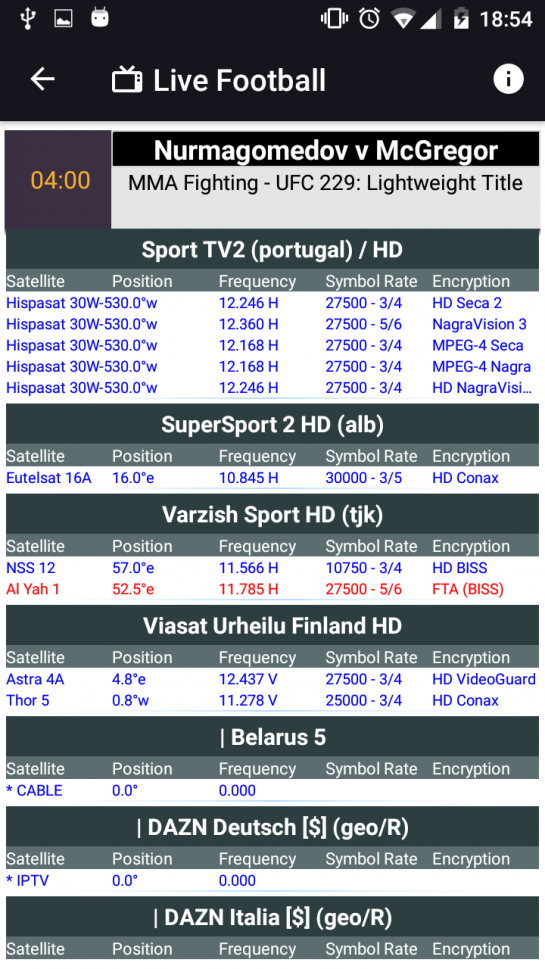 18:54
Live Football
04:00
Nurmagomedov v McGregor
MMA Fighting - UFC 229: Lightweight Title
Sport TV2 (portugal) / HD
Satellite Position Frequency Symbol Rate Encryption
Hispasat 30W-530.0°w 12.246 H 27500 - 3/4 HD Seca 2
Hispasat 30W-530.0°w 12.360 H 27500 - 5/6 NagraVision 3
Hispasat 30W-530.0°w 12.168 H 27500 - 3/4 MPEG-4 Seca
Hispasat 30W-530.0°w 12.168 H 27500 - 3/4 MPEG-4 Nagra
Hispasat 30W-530.0°w 12.246 H 27500 - 3/4 HD NagraVisi...
SuperSport 2 HD (alb)
Satellite Position Frequency Symbol Rate Encryption
Eutelsat 16A 16.0°e 10.845 H 30000 - 3/5 HD Conax
Varzish Sport HD (tjk)
Satellite Position Frequency Symbol Rate Encryption
NSS 12 57.0°e 11.566 H 10750 - 3/4 HD BISS
Al Yah 1 52.5°e 11.785 H 27500 - 5/6 FTA (BISS)
Viasat Urheilu Finland HD
Satellite Position Frequency Symbol Rate Encryption
Astra 4A 4.8°e 12.437 V 27500 - 3/4 HD VideoGuard
Thor 5 0.8°w 11.278 V 25000 - 3/4 HD Conax
| Belarus 5
Satellite Position Frequency Symbol Rate Encryption
* CABLE 0.0° 0.000
| DAZN Deutsch [$] (geo/R)
Satellite Position Frequency Symbol Rate Encryption
* IPTV 0.0° 0.000
| DAZN Italia [$] (geo/R)
Satellite Position Frequency Symbol Rate Encryption